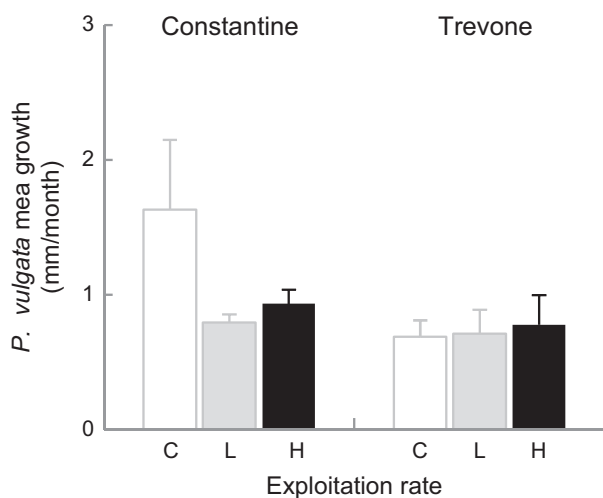 Constantine Trevone
3
2
1
0
P. vulgata mea growth
(mm/month)
C L H C L H
Exploitation rate